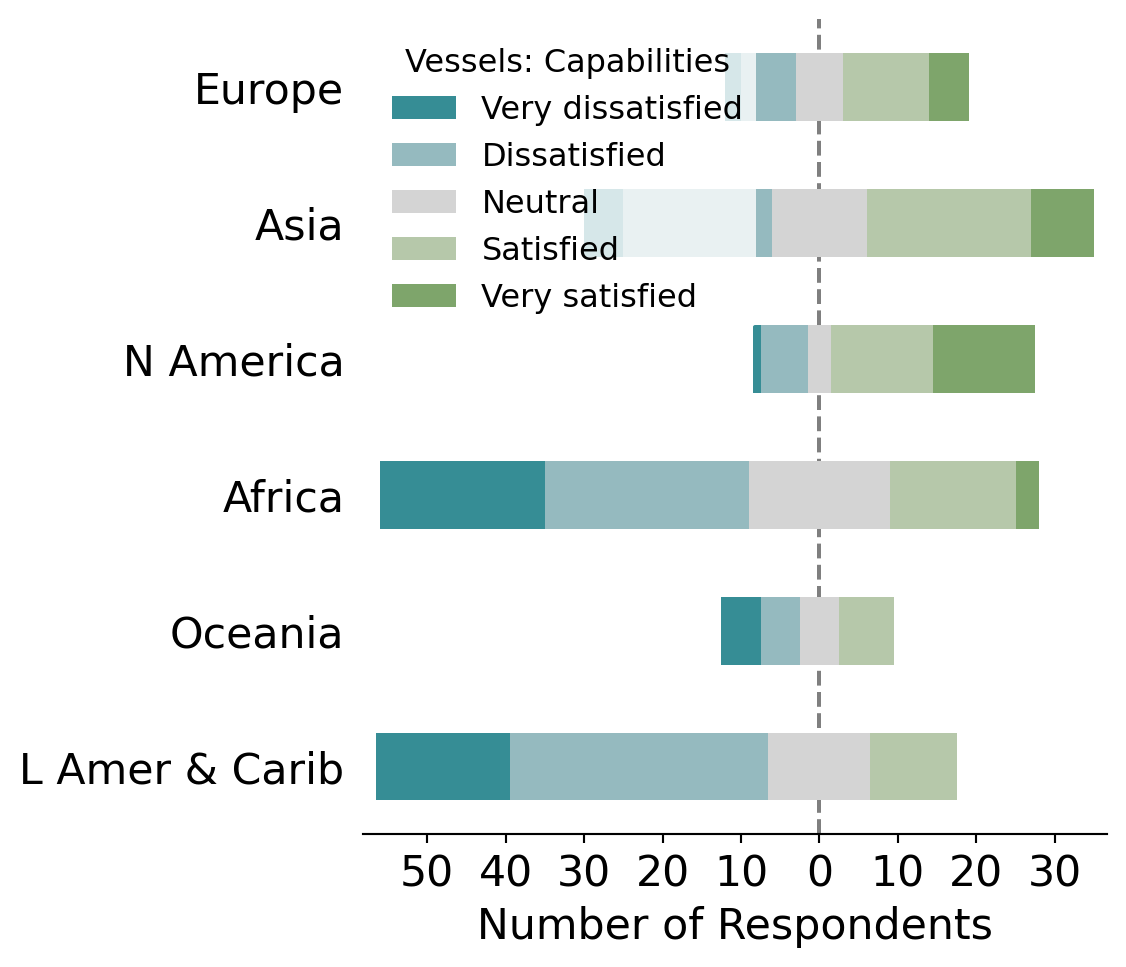 Vessels: Capabilities
Very dissatisfied
Dissatisfied
Neutral
Satisfied
Very satisfied
Europe
Asia
N America
Africa
Oceania
L Amer & Carib
50 40 30 20 10 0 10 20 30
Number of Respondents